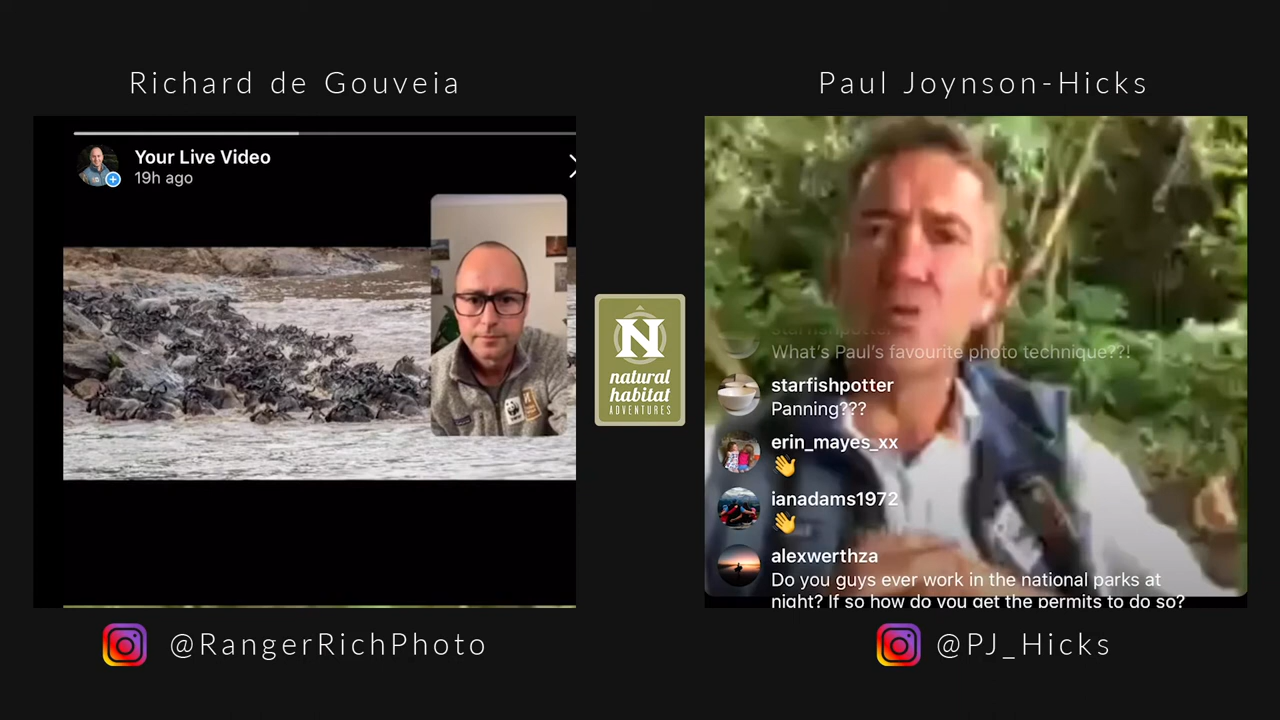 Richard de Gouveia
Paul Joynson-Hicks
Your Live Video
19h ago
N
natural
habitat
ADVENTURES
starfishpotter
What's Paul's favourite photo technique??!
starfishpotter
Panning???
erin_mayes_xx
👋
ianadams1972
👋
alexwerthza
Do you guys ever work in the national parks at
night? If so how do you get the permits to do so?
@RangerRichPhoto
@PJ_Hicks